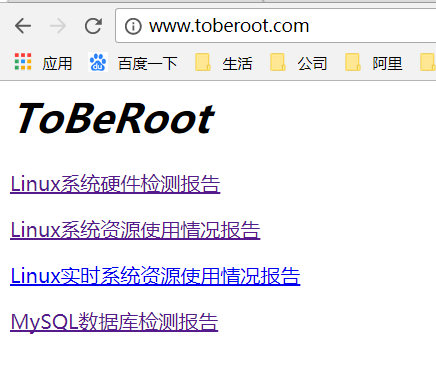 www.toberoot.com
应用 百度一下 生活 公司 阿里
ToBeRoot
Linux系统硬件检测报告
Linux系统资源使用情况报告
Linux实时系统资源使用情况报告
MySQL数据库检测报告